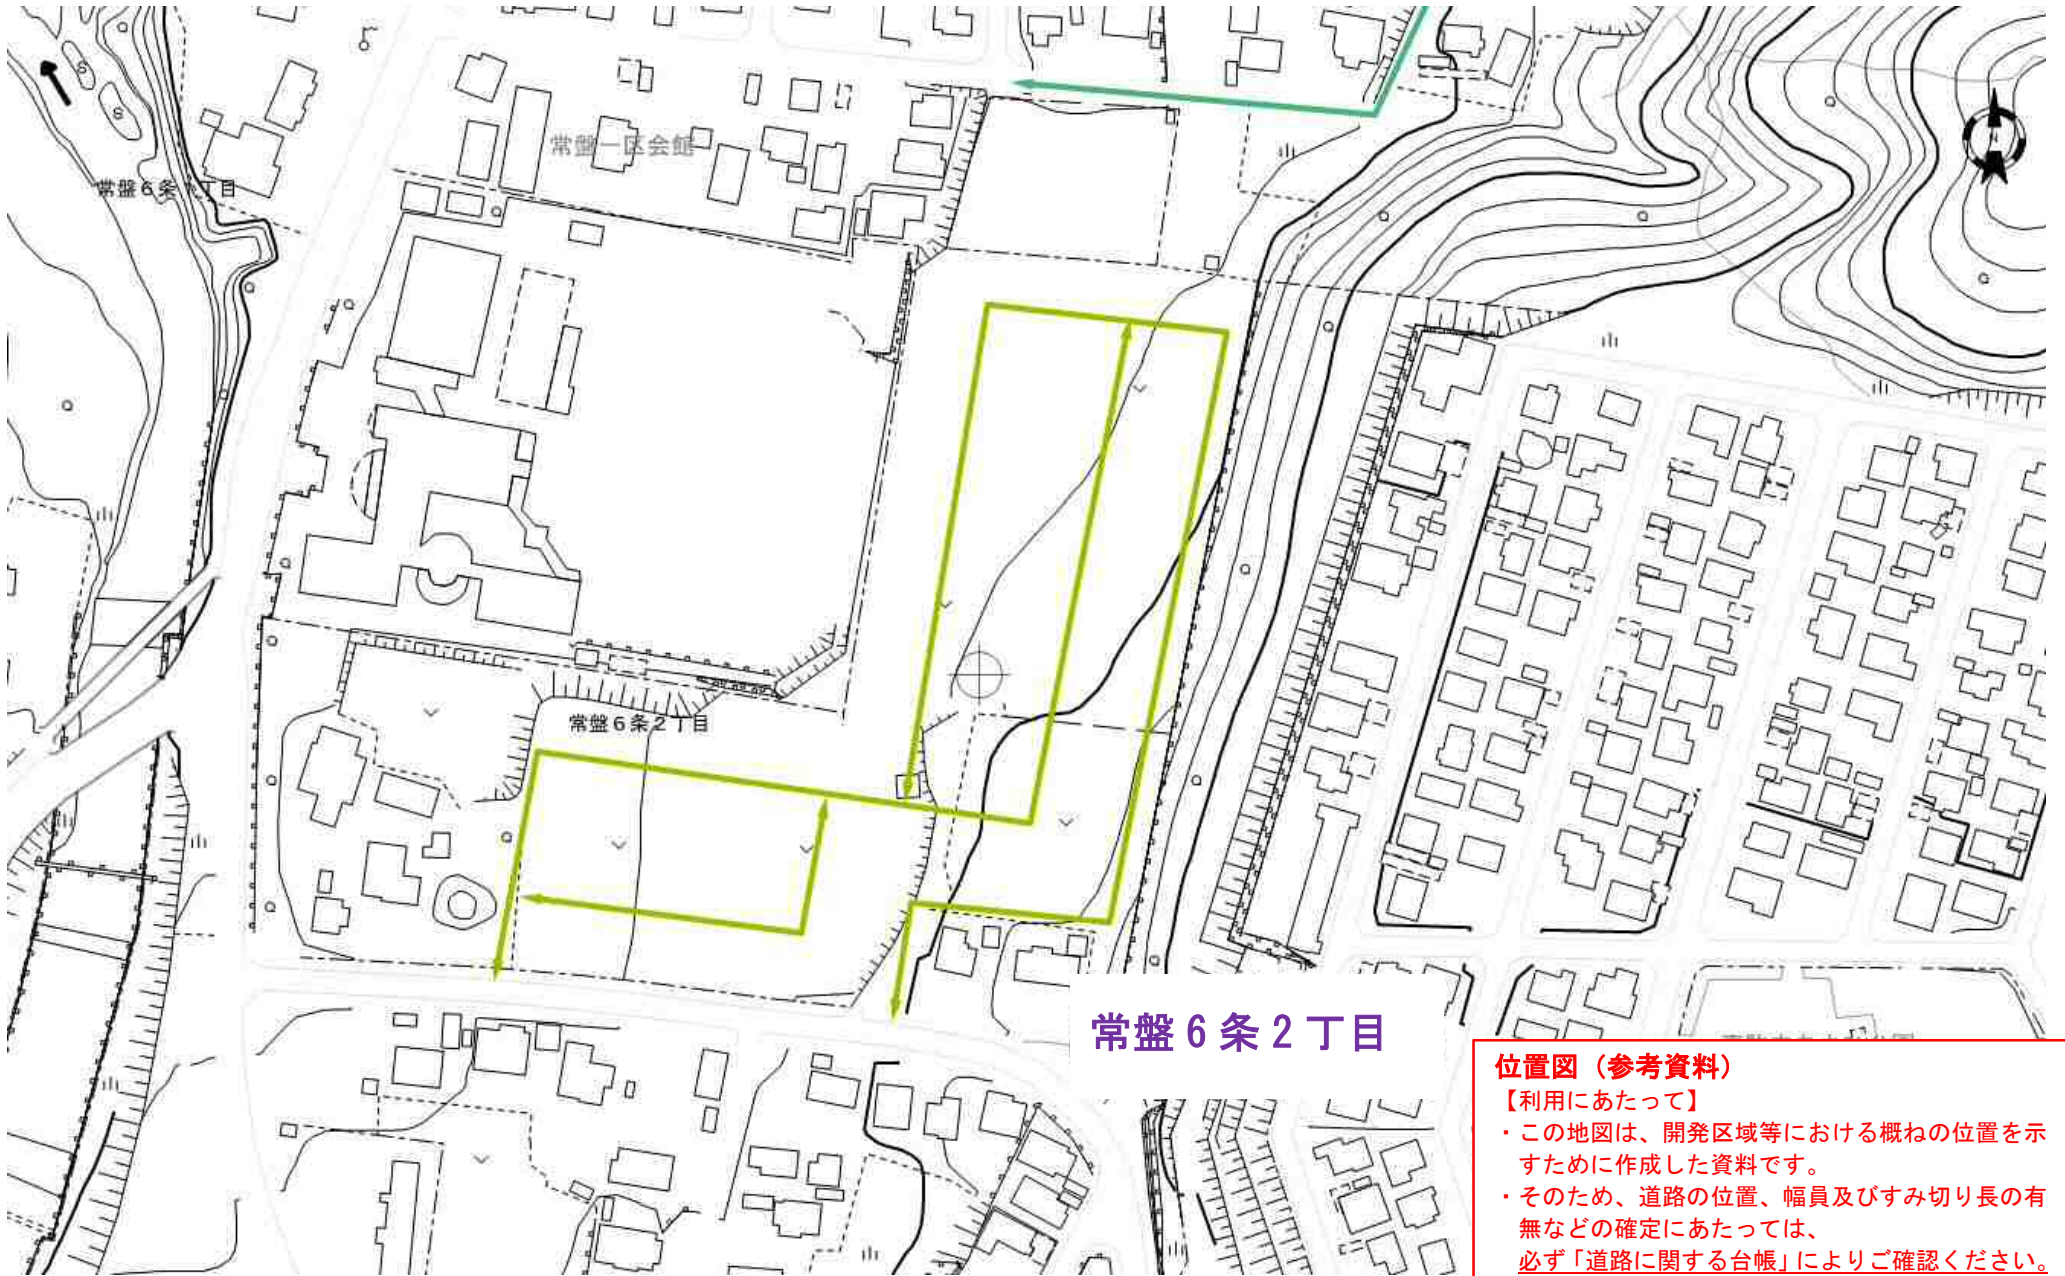 常盤一区会館
常盤6条1丁目
常盤6条2丁目
常盤6条2丁目
位置図（参考資料）
【利用にあたって】
・この地図は、開発区域等における概ねの位置を示
すために作成した資料です。
・そのため、道路の位置、幅員及びすみ切り長の有
無などの確定にあたっては、
必ず「道路に関する台帳」によりご確認ください。